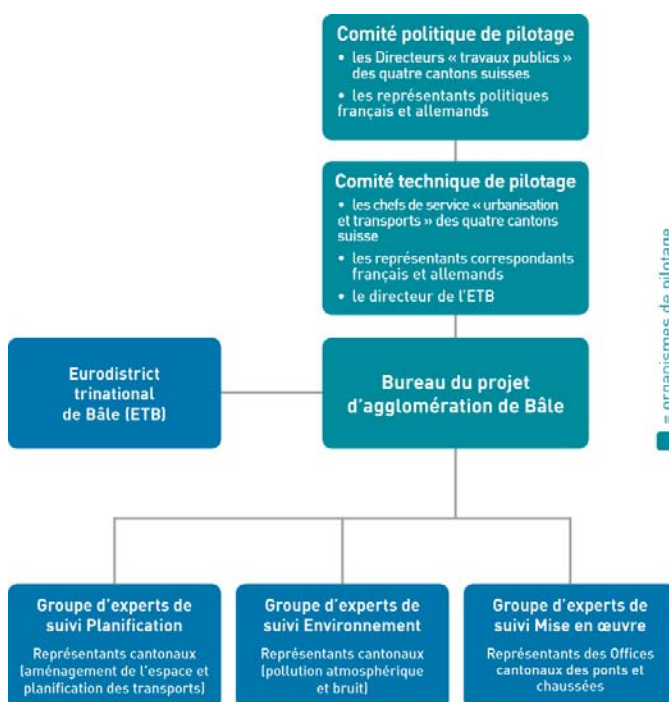 Comité politique de pilotage
• les Directeurs « travaux publics »
des quatre cantons suisses
• les représentants politiques
français et allemands
Comité technique de pilotage
• les chefs de service « urbanisation
et transports » des quatre cantons
suisse
• les représentants correspondants
français et allemands
• le directeur de l'ETB
= organismes de pilotage
Eurodistrict
trinational
de Bâle (ETB)
Bureau du projet
d'agglomération de Bâle
Groupe d'experts de
suivi Planification
Représentants cantonaux
(aménagement de l'espace et
planification des transports)
Groupe d'experts de
suivi Environnement
Représentants cantonaux
(pollution atmosphérique
et bruit)
Groupe d'experts de
suivi Mise en œuvre
Représentants des Offices
cantonaux des ponts et
chaussées